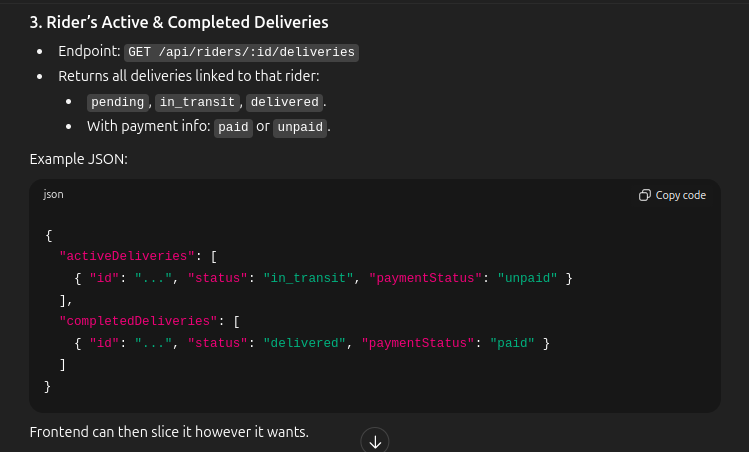 3. Rider’s Active & Completed Deliveries
Endpoint: GET /api/riders/:id/deliveries
Returns all deliveries linked to that rider:
pending, in_transit, delivered.
With payment info: paid or unpaid.
Example JSON:
json
Copy code
{
"activeDeliveries": [
{ "id": "...", "status": "in_transit", "paymentStatus": "unpaid" }
],
"completedDeliveries": [
{ "id": "...", "status": "delivered", "paymentStatus": "paid" }
]
}
Frontend can then slice it however it wants.